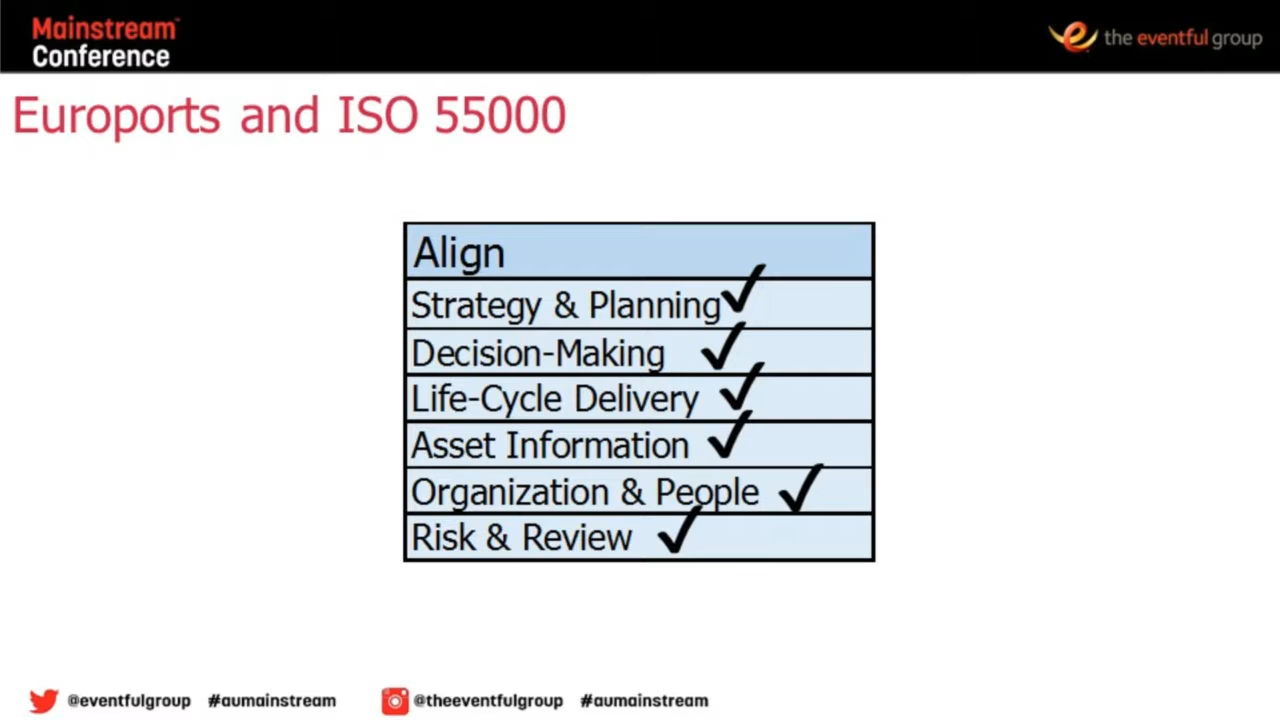 Mainstream™
Conference
the eventful group
Euroports and ISO 55000
Align
Strategy & Planning
Decision-Making
Life-Cycle Delivery
Asset Information
Organization & People
Risk & Review
@eventfulgroup #aumainstream @theeventfulgroup #aumainstream